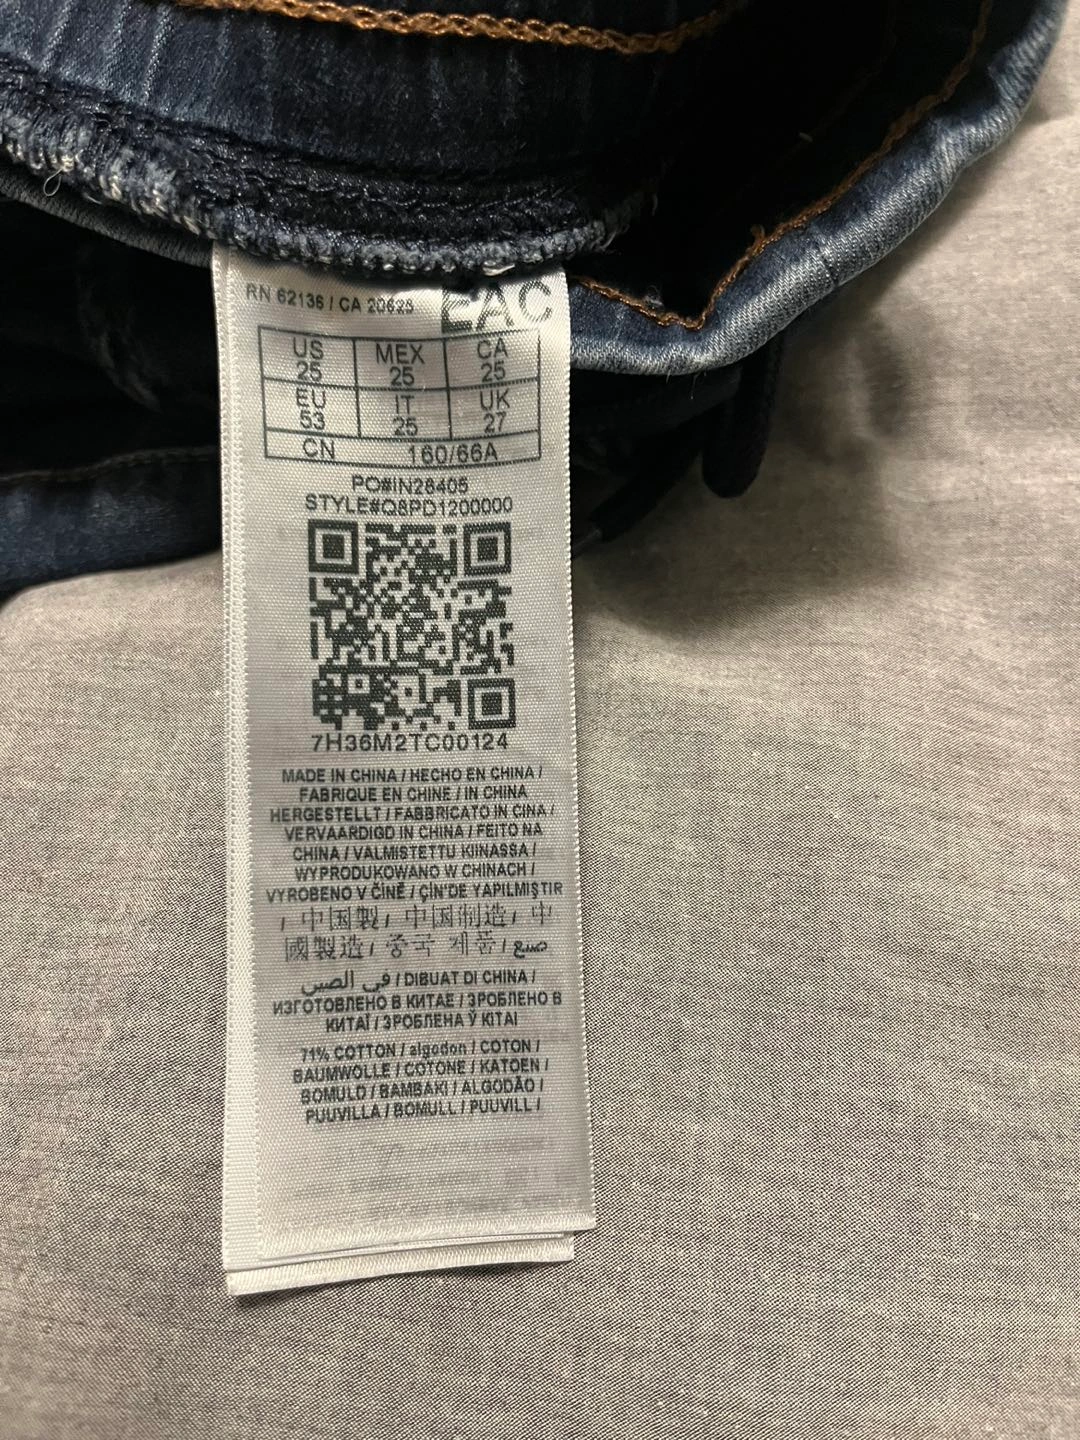 RN 62136 / CA 20625
EAC
US 25 MEX 25 CA 25
EU 53 IT 25 UK 27
CN 160/66A
PO#IN28405
STYLE#Q8PD1200000
7H36M2TC00124
MADE IN CHINA / HECHO EN CHINA /
FABRIQUE EN CHINE / IN CHINA
HERGESTELLT / FABBRICATO IN CINA /
VERVAARDIGD IN CHINA / FEITO NA
CHINA / VALMISTETTU KIINASSA /
WYPRODUKOWANO W CHINACH /
VYROBENO V ČÍNĚ / ÇİN'DE YAPILMIŞTIR
/ 中国製 / 中国制造 / 中
國製造 / 중국 제품 / صنع
في الصين / DIBUAT DI CHINA /
ИЗГОТОВЛЕНО В КИТАЕ / ЗРОБЛЕНО В
КИТАЇ / ЗРОБЛЕНА Ў КІТАІ
71% COTTON / algodon / COTON /
BAUMWOLLE / COTONE / KATOEN /
BOMULD / BAMBAKI / ALGODÃO /
PUUVILLA / BOMULL / PUUVILL /